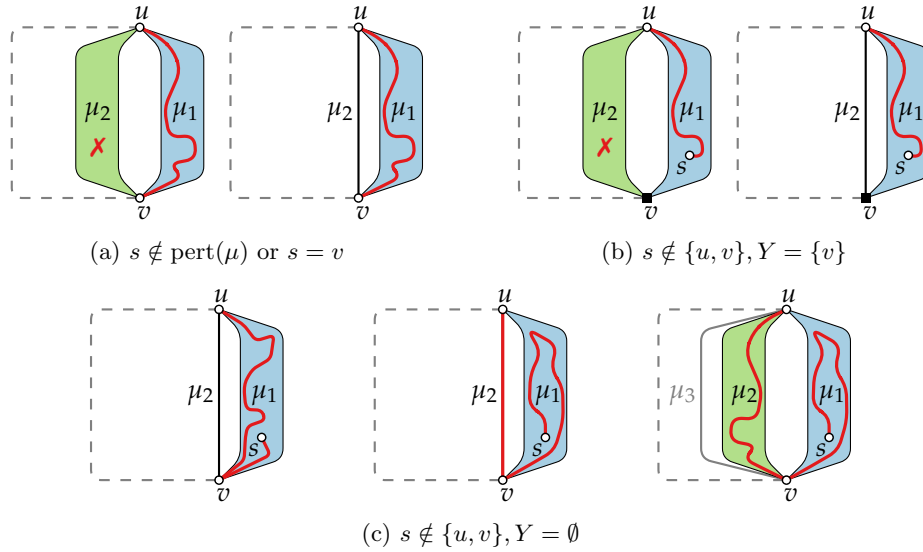 u u u u
μ2 μ1 μ2 μ1 μ2 μ1 μ2 μ1
✗ ✗
s s
v v v v
(a) s ∉ pert(μ) or s = v (b) s ∉ {u, v}, Y = {v}
u u u
μ2 μ1 μ2 μ1 μ3 μ2 μ1
s s s
v v v
(c) s ∉ {u, v}, Y = ∅